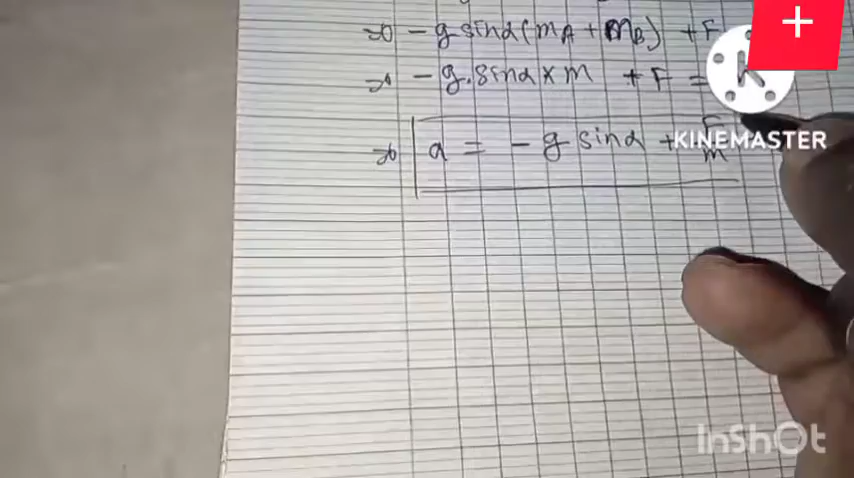 => - g sinα (mA + mB) + F
=> - g. sinα × m + F =
=> a = - g sinα + F/m
KINEMASTER
InShOt